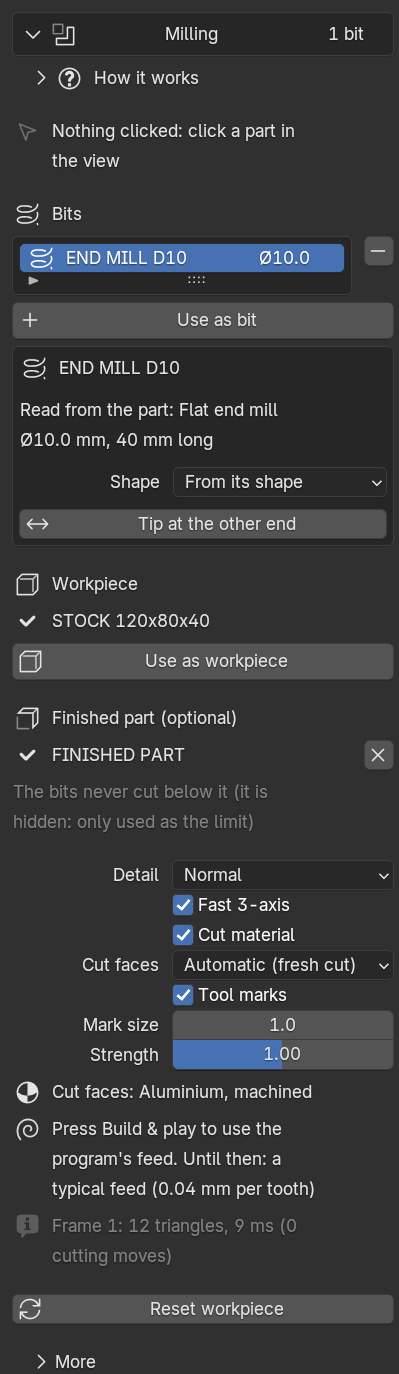 Milling 1 bit
How it works
Nothing clicked: click a part in
the view
Bits
END MILL D10 Ø10.0
Use as bit
END MILL D10
Read from the part: Flat end mill
Ø10.0 mm, 40 mm long
Shape From its shape
Tip at the other end
Workpiece
STOCK 120x80x40
Use as workpiece
Finished part (optional)
FINISHED PART
The bits never cut below it (it is
hidden: only used as the limit)
Detail Normal
Fast 3-axis
Cut material
Cut faces Automatic (fresh cut)
Tool marks
Mark size 1.0
Strength 1.00
Cut faces: Aluminium, machined
Press Build & play to use the
program's feed. Until then: a
typical feed (0.04 mm per tooth)
Frame 1: 12 triangles, 9 ms (0
cutting moves)
Reset workpiece
More